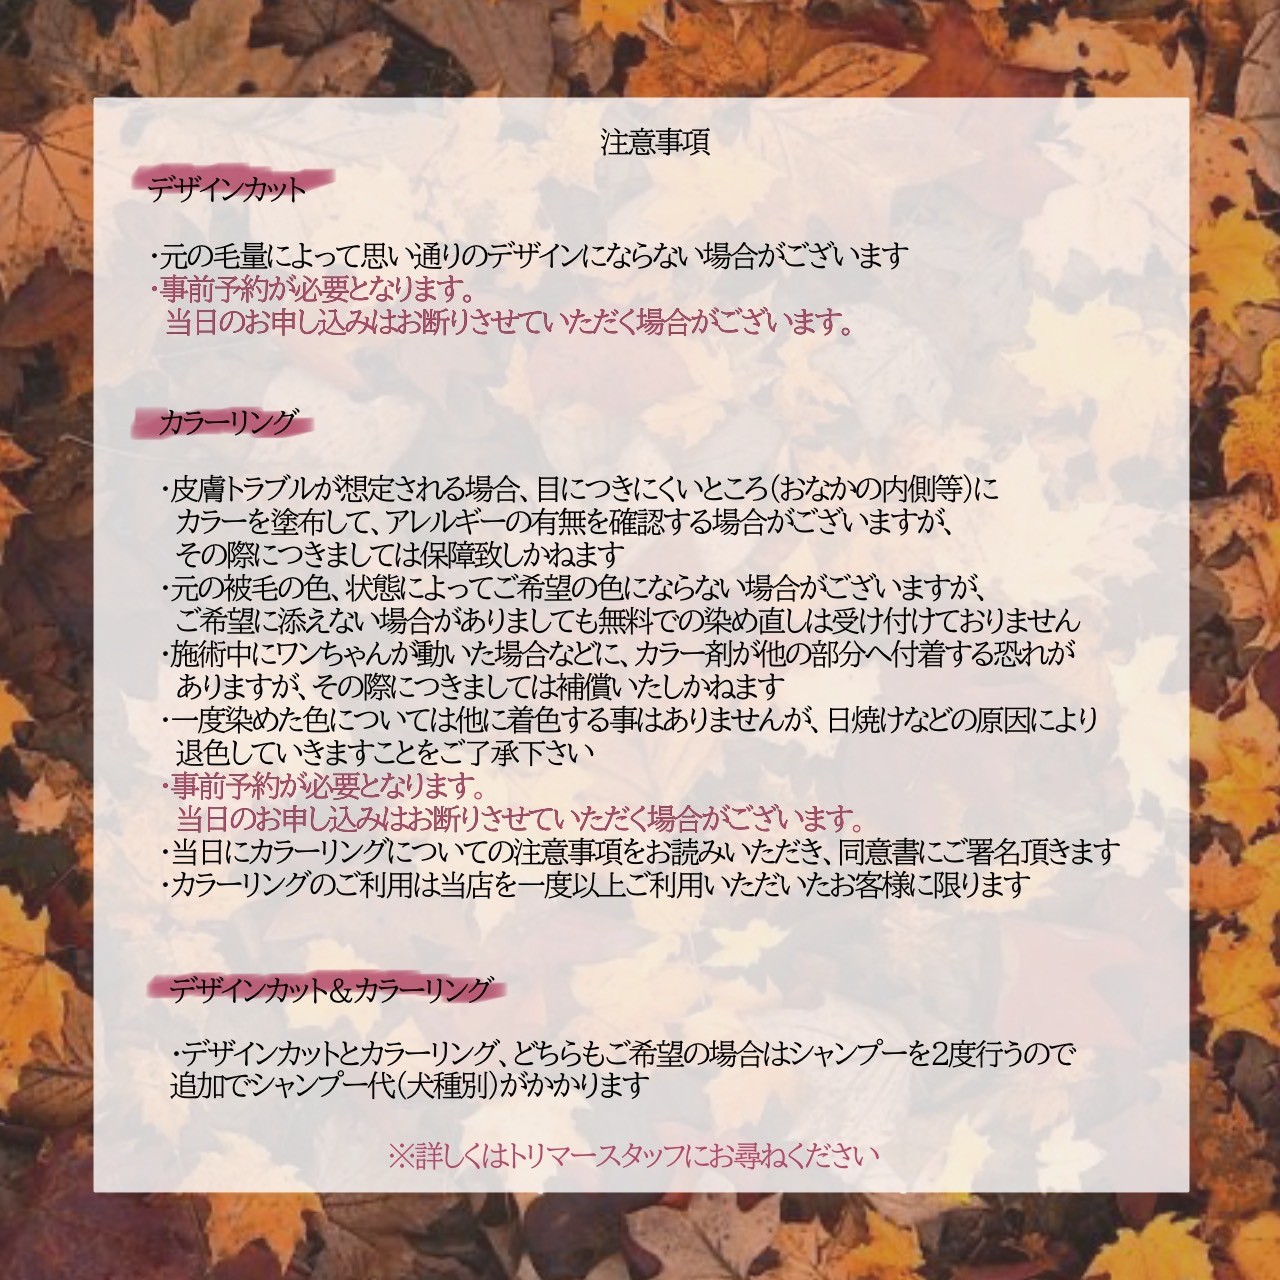 注意事項
デザインカット
・元の毛量によって思い通りのデザインにならない場合がございます
・事前予約が必要となります。
当日のお申し込みはお断りさせていただく場合がございます。
カラーリング
・皮膚トラブルが想定される場合、目につきにくいところ(おなかの内側等)に
カラーを塗布して、アレルギーの有無を確認する場合がございますが、
その際につきましては保障致しかねます
・元の被毛の色、状態によってご希望の色にならない場合がございますが、
ご希望に添えない場合がありましても無料での染め直しは受け付けておりません
・施術中にワンちゃんが動いた場合などに、カラー剤が他の部分へ付着する恐れが
ありますが、その際につきましては補償いたしかねます
・一度染めた色については他に着色する事はありませんが、日焼けなどの原因により
退色していきますことをご了承下さい
・事前予約が必要となります。
当日のお申し込みはお断りさせていただく場合がございます。
・当日にカラーリングについての注意事項をお読みいただき、同意書にご署名頂きます
・カラーリングのご利用は当店を一度以上ご利用いただいたお客様に限ります
デザインカット&カラーリング
・デザインカットとカラーリング、どちらもご希望の場合はシャンプーを2度行うので
追加でシャンプー代(犬種別)がかかります
※詳しくはトリマースタッフにお尋ねください